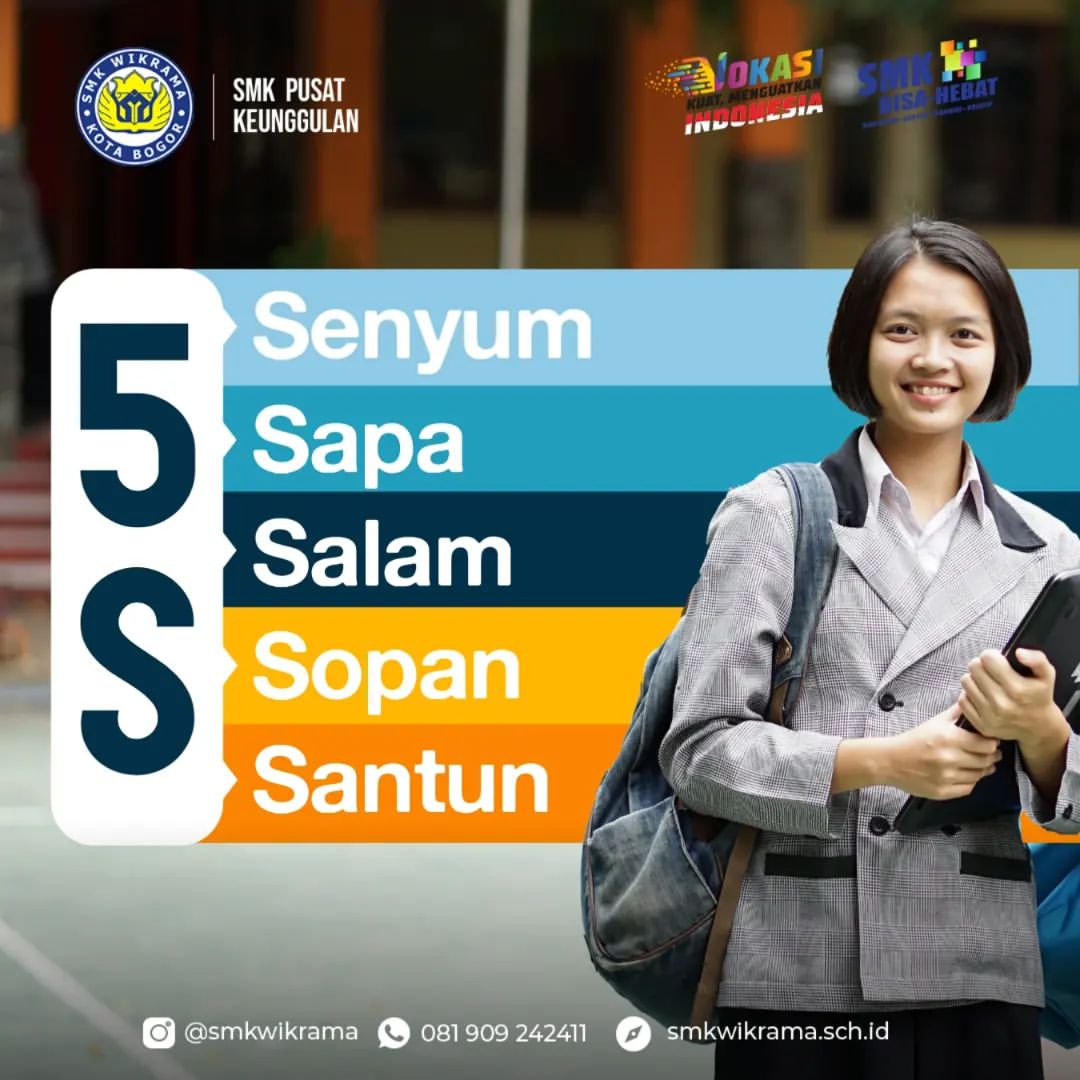 SMK WIKRAMA
KOTA BOGOR
SMK PUSAT
KEUNGGULAN
VOKASI
KUAT, MENGUATKAN
INDONESIA
SMK
BISA-HEBAT
5
S
Senyum
Sapa
Salam
Sopan
Santun
@smkwikrama
081 909 242411
smkwikrama.sch.id